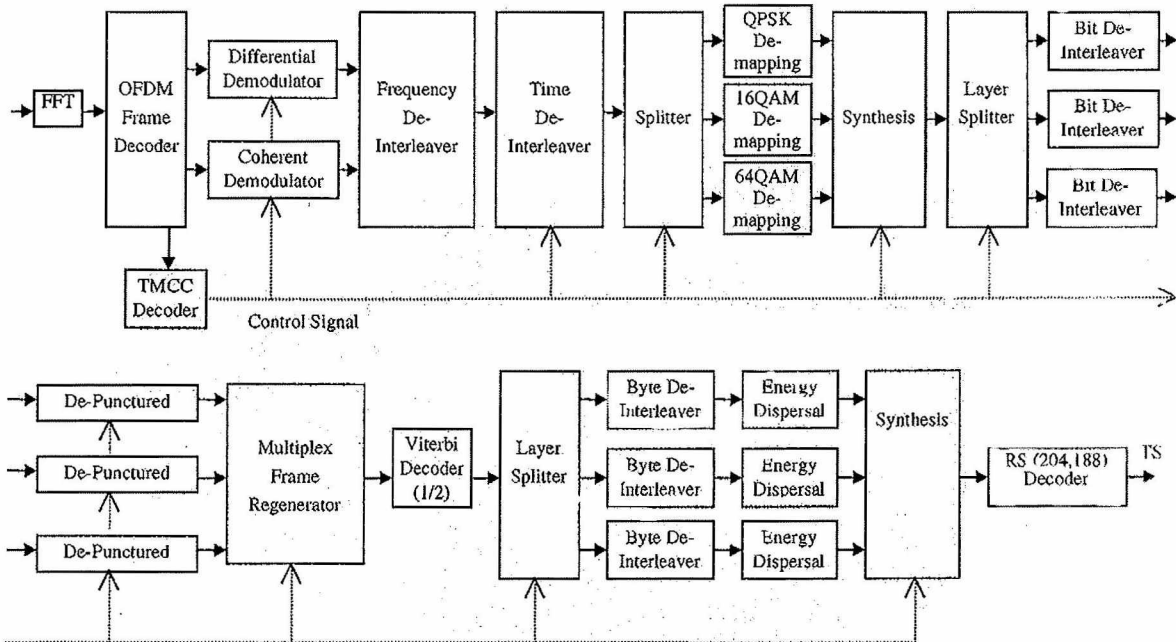 FFT
OFDM
Frame
Decoder
Differential
Demodulator
Coherent
Demodulator
Frequency
De-
Interleaver
Time
De-
Interleaver
Splitter
QPSK
De-
mapping
16QAM
De-
mapping
64QAM
De-
mapping
Synthesis
Layer
Splitter
Bit De-
Interleaver
Bit De-
Interleaver
Bit De-
Interleaver
TMCC
Decoder
Control Signal
De-Punctured
De-Punctured
De-Punctured
Multiplex
Frame
Regenerator
Viterbi
Decoder
(1/2)
Layer
Splitter
Byte De-
Interleaver
Byte De-
Interleaver
Byte De-
Interleaver
Energy
Dispersal
Energy
Dispersal
Energy
Dispersal
Synthesis
RS (204,188)
Decoder
TS